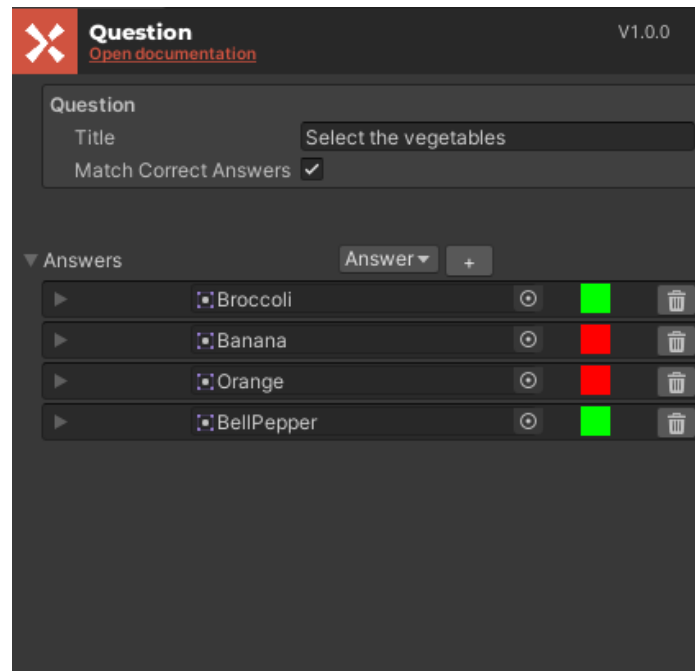 Question V1.0.0
Open documentation
Question
Title Select the vegetables
Match Correct Answers
Answers Answer +
Broccoli
Banana
Orange
BellPepper